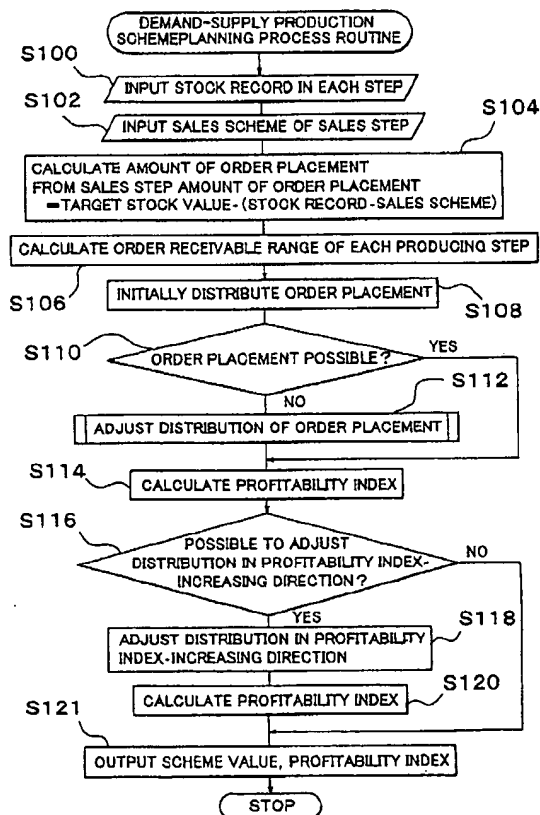 DEMAND-SUPPLY PRODUCTION
SCHEMEPLANNING PROCESS ROUTINE
S100
INPUT STOCK RECORD IN EACH STEP
S102
INPUT SALES SCHEME OF SALES STEP
S104
CALCULATE AMOUNT OF ORDER PLACEMENT
FROM SALES STEP AMOUNT OF ORDER PLACEMENT
=TARGET STOCK VALUE-(STOCK RECORD-SALES SCHEME)
CALCULATE ORDER RECEIVABLE RANGE OF EACH PRODUCING STEP
S106
INITIALLY DISTRIBUTE ORDER PLACEMENT
S108
S110
ORDER PLACEMENT POSSIBLE?
YES
NO
S112
ADJUST DISTRIBUTION OF ORDER PLACEMENT
S114
CALCULATE PROFITABILITY INDEX
S116
POSSIBLE TO ADJUST
DISTRIBUTION IN PROFITABILITY INDEX-
INCREASING DIRECTION?
NO
YES
S118
ADJUST DISTRIBUTION IN PROFITABILITY
INDEX-INCREASING DIRECTION
S120
CALCULATE PROFITABILITY INDEX
S121
OUTPUT SCHEME VALUE, PROFITABILITY INDEX
STOP